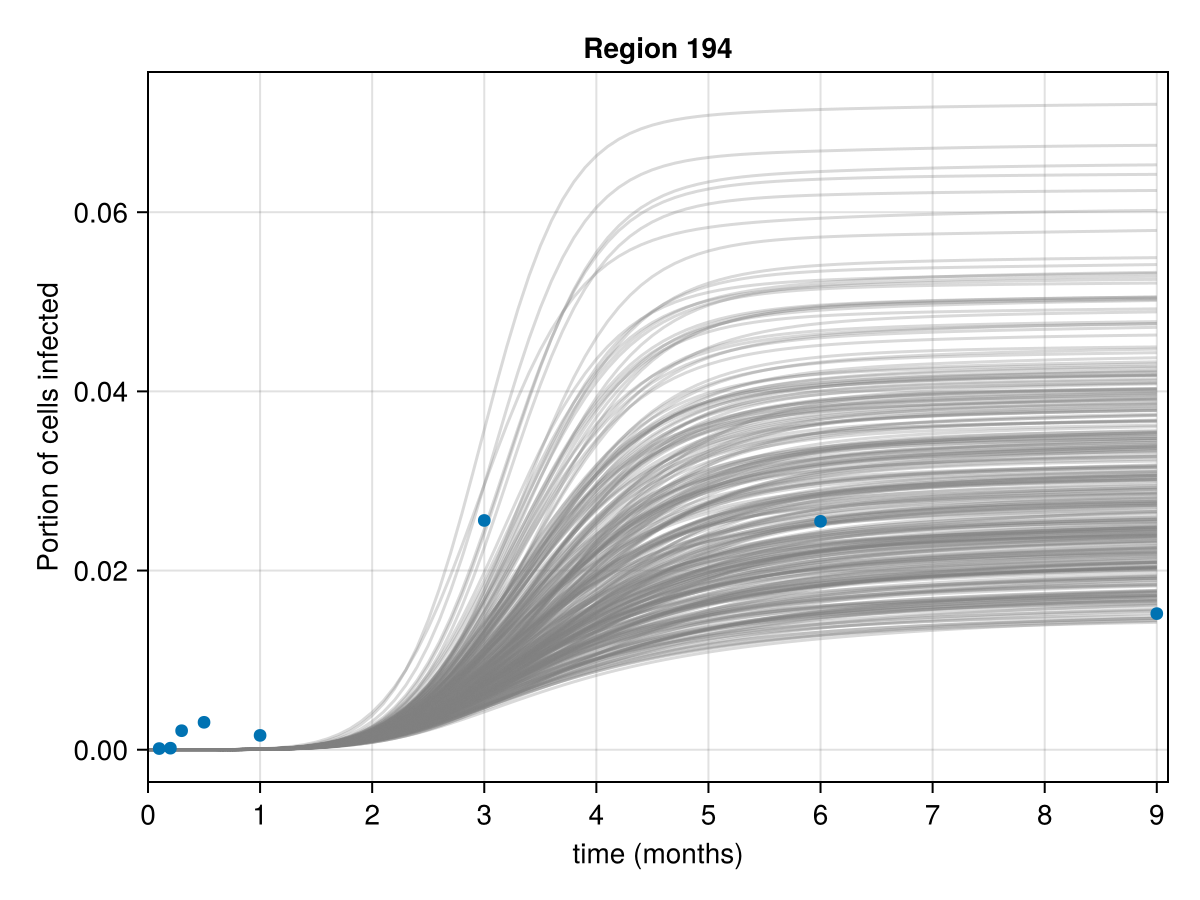 Region 194
Portion of cells infected
0.06
0.04
0.02
0.00
0 1 2 3 4 5 6 7 8 9
time (months)